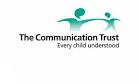 The Communication Trust
Every child understood